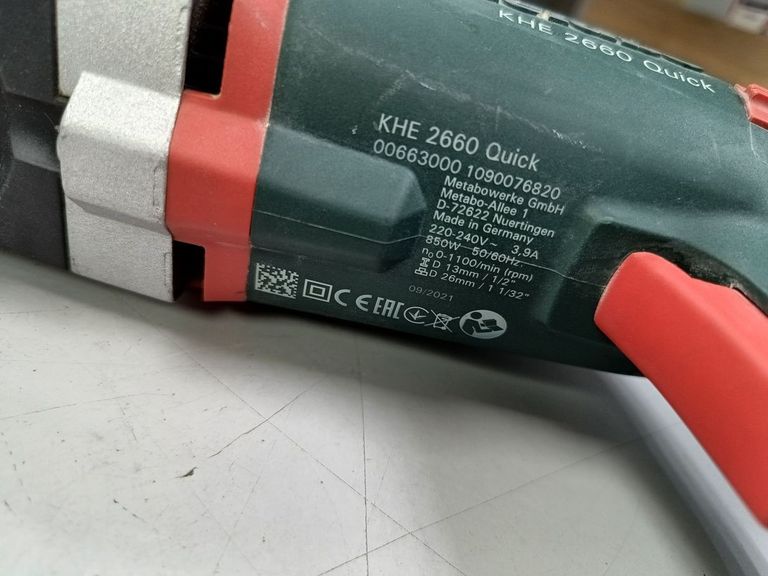 KHE 2660 Quick
KHE 2660 Quick
00663000 1090076820
Metabowerke GmbH
Metabo-Allee 1
D-72622 Nuertingen
Made in Germany
220-240V~ 3,9A
850W 50/60Hz
n₀ 0-1100/min (rpm)
D 13mm / 1/2"
D 26mm / 1 1/32"
09/2021
CE EAC